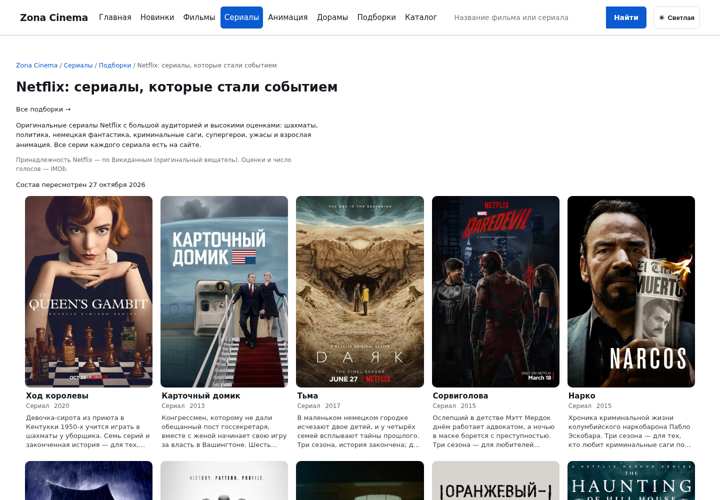 Zona Cinema
Главная
Новинки
Фильмы
Сериалы
Анимация
Дорамы
Подборки
Каталог
Название фильма или сериала
Найти
☀ Светлая
Zona Cinema / Сериалы / Подборки / Netflix: сериалы, которые стали событием
Netflix: сериалы, которые стали событием
Все подборки →
Оригинальные сериалы Netflix с большой аудиторией и высокими оценками: шахматы,
политика, немецкая фантастика, криминальные саги, супергерои, ужасы и взрослая
анимация. Все серии каждого сериала есть на сайте.
Принадлежность Netflix — по Викиданным (оригинальный вещатель). Оценки и число
голосов — IMDb.
Состав пересмотрен 27 октября 2026
QUEEN'S GAMBIT
КАРТОЧНЫЙ
ДОМИК
DARK
JUNE 27
NETFLIX
NETFLIX
MARVEL
DAREDEVIL
March 18
MUERTO
NARCOS
Ход королевы
Сериал 2020
Девочка-сирота из приюта в
Кентукки 1950-х учится играть в
шахматы у уборщика. Семь серий и
законченная история — для тех,…
Карточный домик
Сериал 2013
Конгрессмен, которому не дали
обещанный пост госсекретаря,
вместе с женой начинает свою игру
за власть в Вашингтоне. Шесть…
Тьма
Сериал 2017
В маленьком немецком городке
исчезают двое детей, и у четырёх
семей всплывают тайны прошлого.
Три сезона, история закончена; д…
Сорвиголова
Сериал 2015
Ослепший в детстве Мэтт Мердок
днём работает адвокатом, а ночью
в маске борется с преступностью.
Три сезона — для любителей…
Нарко
Сериал 2015
Хроника криминальной жизни
колумбийского наркобарона Пабло
Эскобара. Три сезона — для тех,
кто любит криминальные саги по…
HISTORY. PATTERN. PROFILE.
ОРАНЖЕВЫЙ-
THE
HAUNTING
OF HILL HOUSE